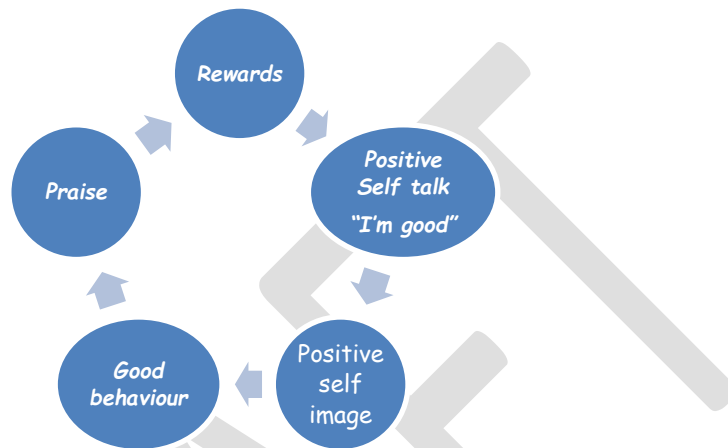 Rewards
Positive
Self talk
“I’m good”
Positive
self
image
Good
behaviour
Praise